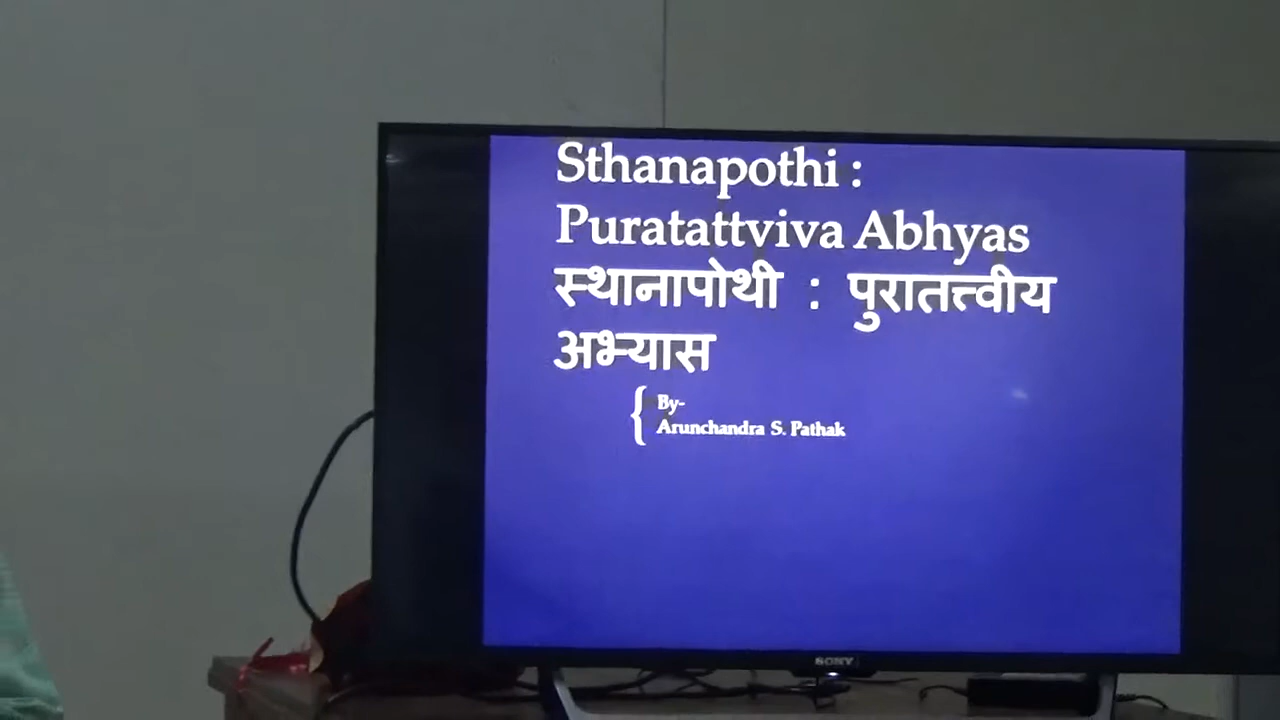 Sthanapothi :
Puratattviva Abhyas
स्थानापोथी : पुरातत्त्वीय
अभ्यास
By-
Arunchandra S. Pathak
SONY